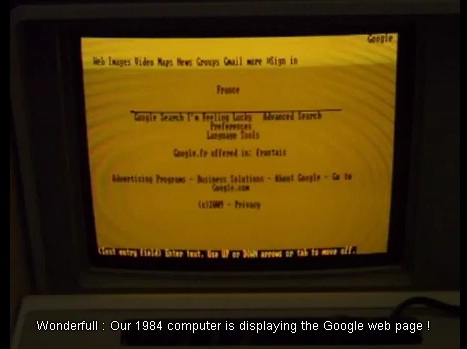 Google
Web Images Video Maps News Groups Gmail more »Sign in
France
Google Search I'm Feeling Lucky Advanced Search
Preferences
Language Tools
Google.fr offered in: français
Advertising Programs - Business Solutions - About Google - Go to
Google.com
(c)2009 - Privacy
(Text entry field) Enter text. Use UP or DOWN arrows or tab to move off.
Wonderfull : Our 1984 computer is displaying the Google web page !